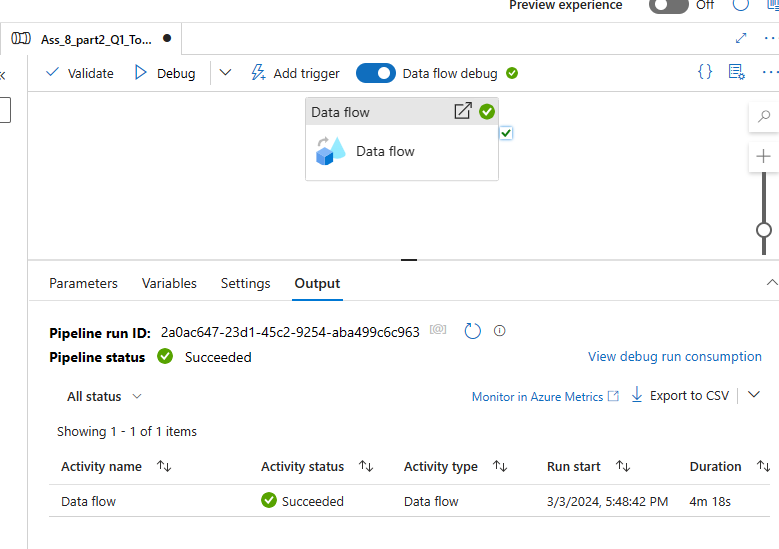 Preview experience Off
Ass_8_part2_Q1_To...
Validate Debug Add trigger Data flow debug {}
Data flow
Data flow
Parameters Variables Settings Output
Pipeline run ID: 2a0ac647-23d1-45c2-9254-aba499c6c963 [@]
Pipeline status Succeeded View debug run consumption
All status Monitor in Azure Metrics Export to CSV
Showing 1 - 1 of 1 items
Activity name Activity status Activity type Run start Duration
Data flow Succeeded Data flow 3/3/2024, 5:48:42 PM 4m 18s